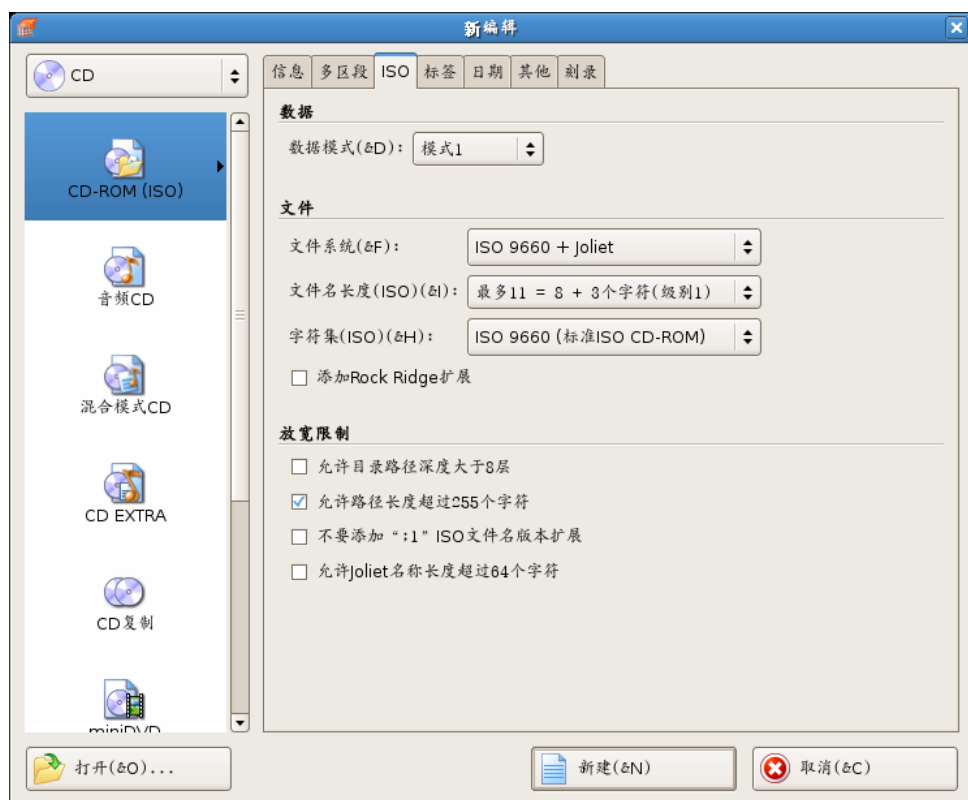 新编辑
CD
信息 多区段 ISO 标签 日期 其他 刻录
CD-ROM (ISO)
音频CD
混合模式CD
CD EXTRA
CD复制
miniDVD
数据
数据模式(&D): 模式1
文件
文件系统(&F): ISO 9660 + Joliet
文件名长度(ISO)(&I): 最多11 = 8 + 3个字符(级别1)
字符集(ISO)(&H): ISO 9660 (标准ISO CD-ROM)
添加Rock Ridge扩展
放宽限制
允许目录路径深度大于8层
允许路径长度超过255个字符
不要添加 “;1” ISO文件名版本扩展
允许Joliet名称长度超过64个字符
打开(&O)... 新建(&N) 取消(&C)